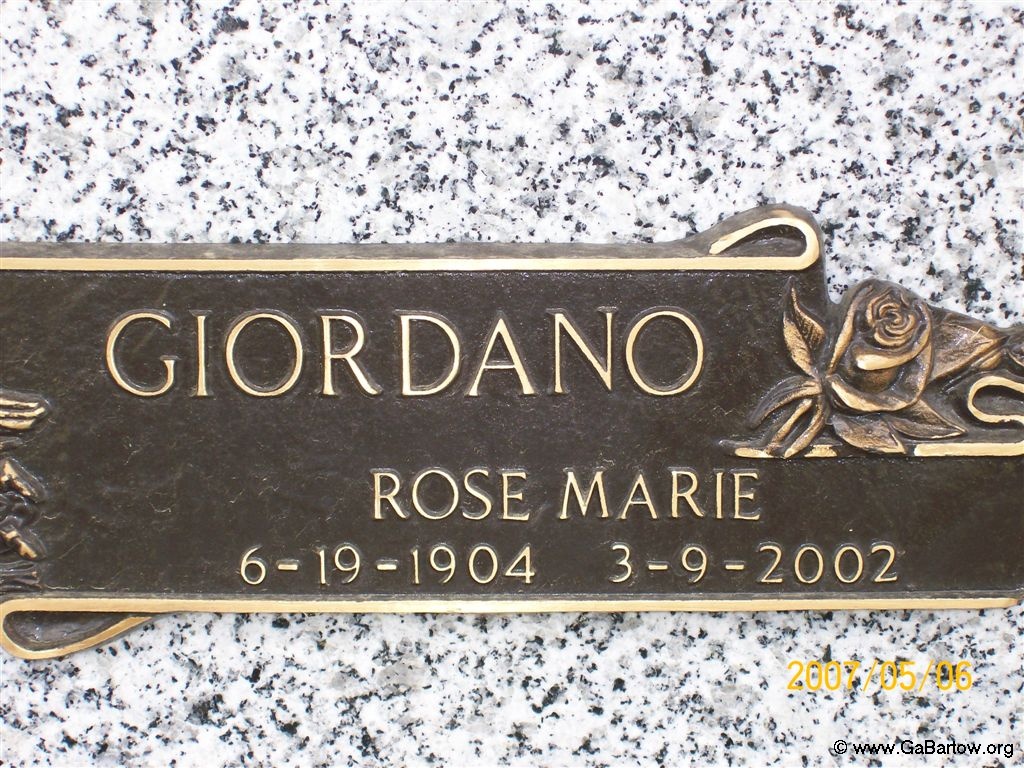 GIORDANO
ROSE MARIE
6-19-1904 3-9-2002
2007/05/06
© www.GaBartow.org